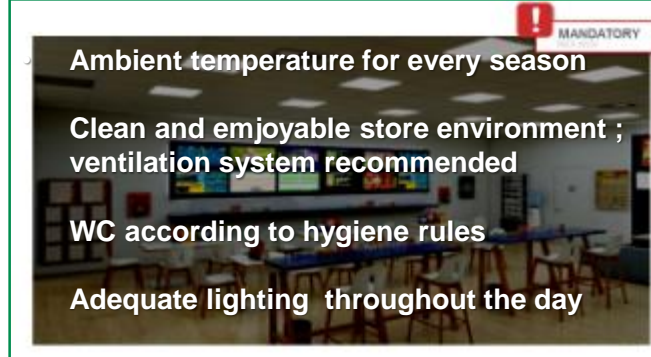 MANDATORY
Ambient temperature for every season
Clean and emjoyable store environment ;
ventilation system recommended
WC according to hygiene rules
Adequate lighting throughout the day